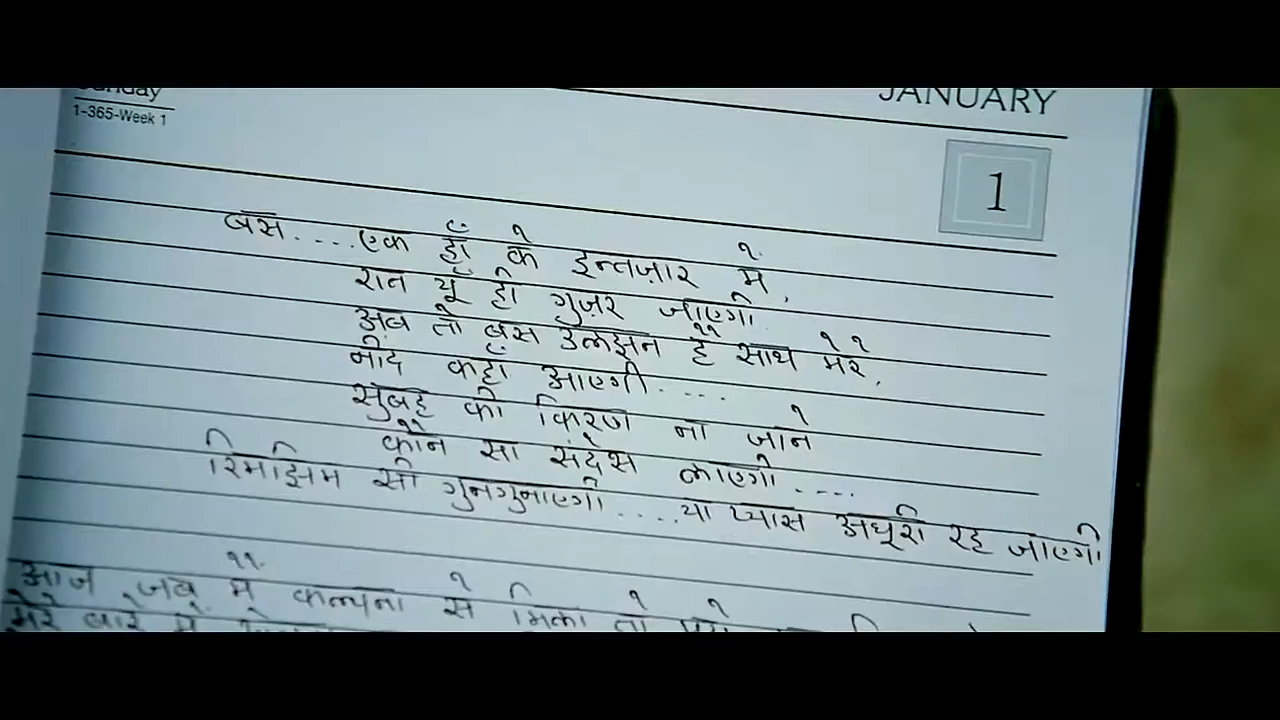 JANUARY
1-365-Week 1
1
बस....एक हाँ के इन्तज़ार में,
रात यूँ ही गुज़र जाएगी
अब तो बस उलझन है साथ मेरे,
नींद कहाँ आएगी....
सुबह की किरण ना जाने
कौन सा संदेस लाएगी....
रिमझिम सी गुनगुनाएगी....या प्यास अधूरी रह जाएगी
आज जब मैं कल्पना से मिला तो
मेरे बारे में